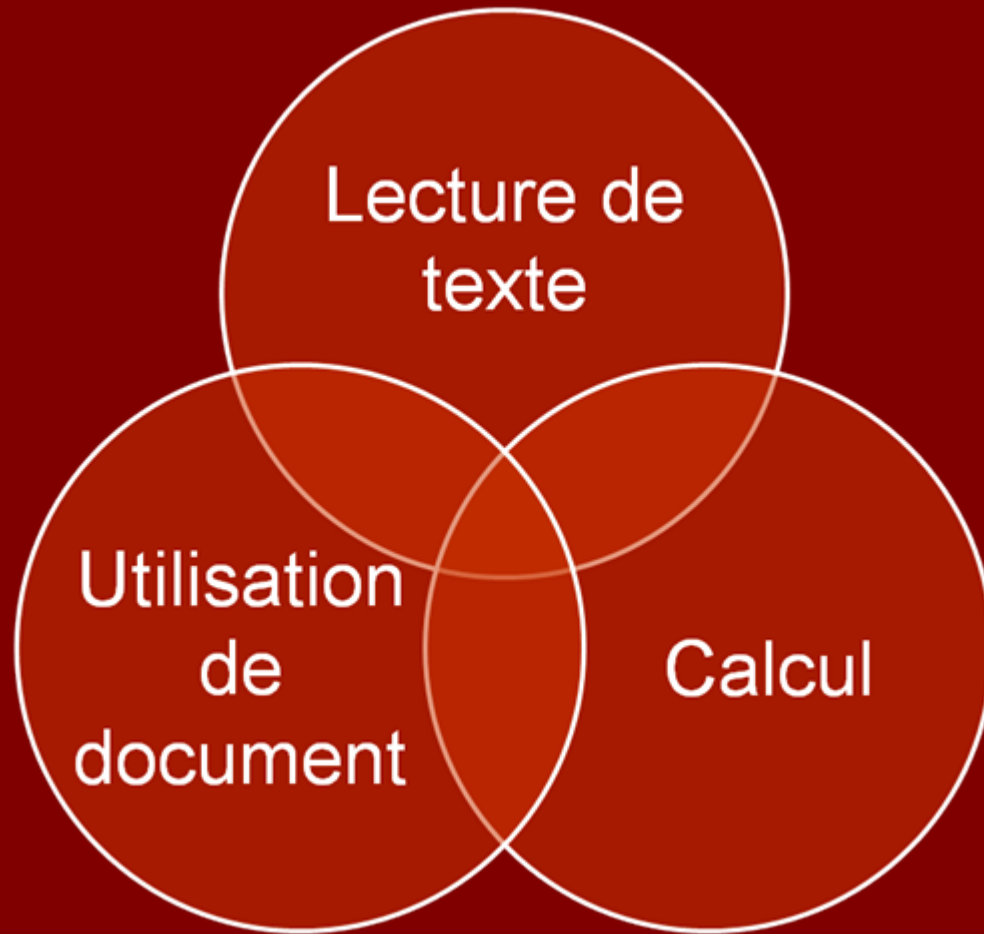 Lecture de
texte
Utilisation
de
document
Calcul